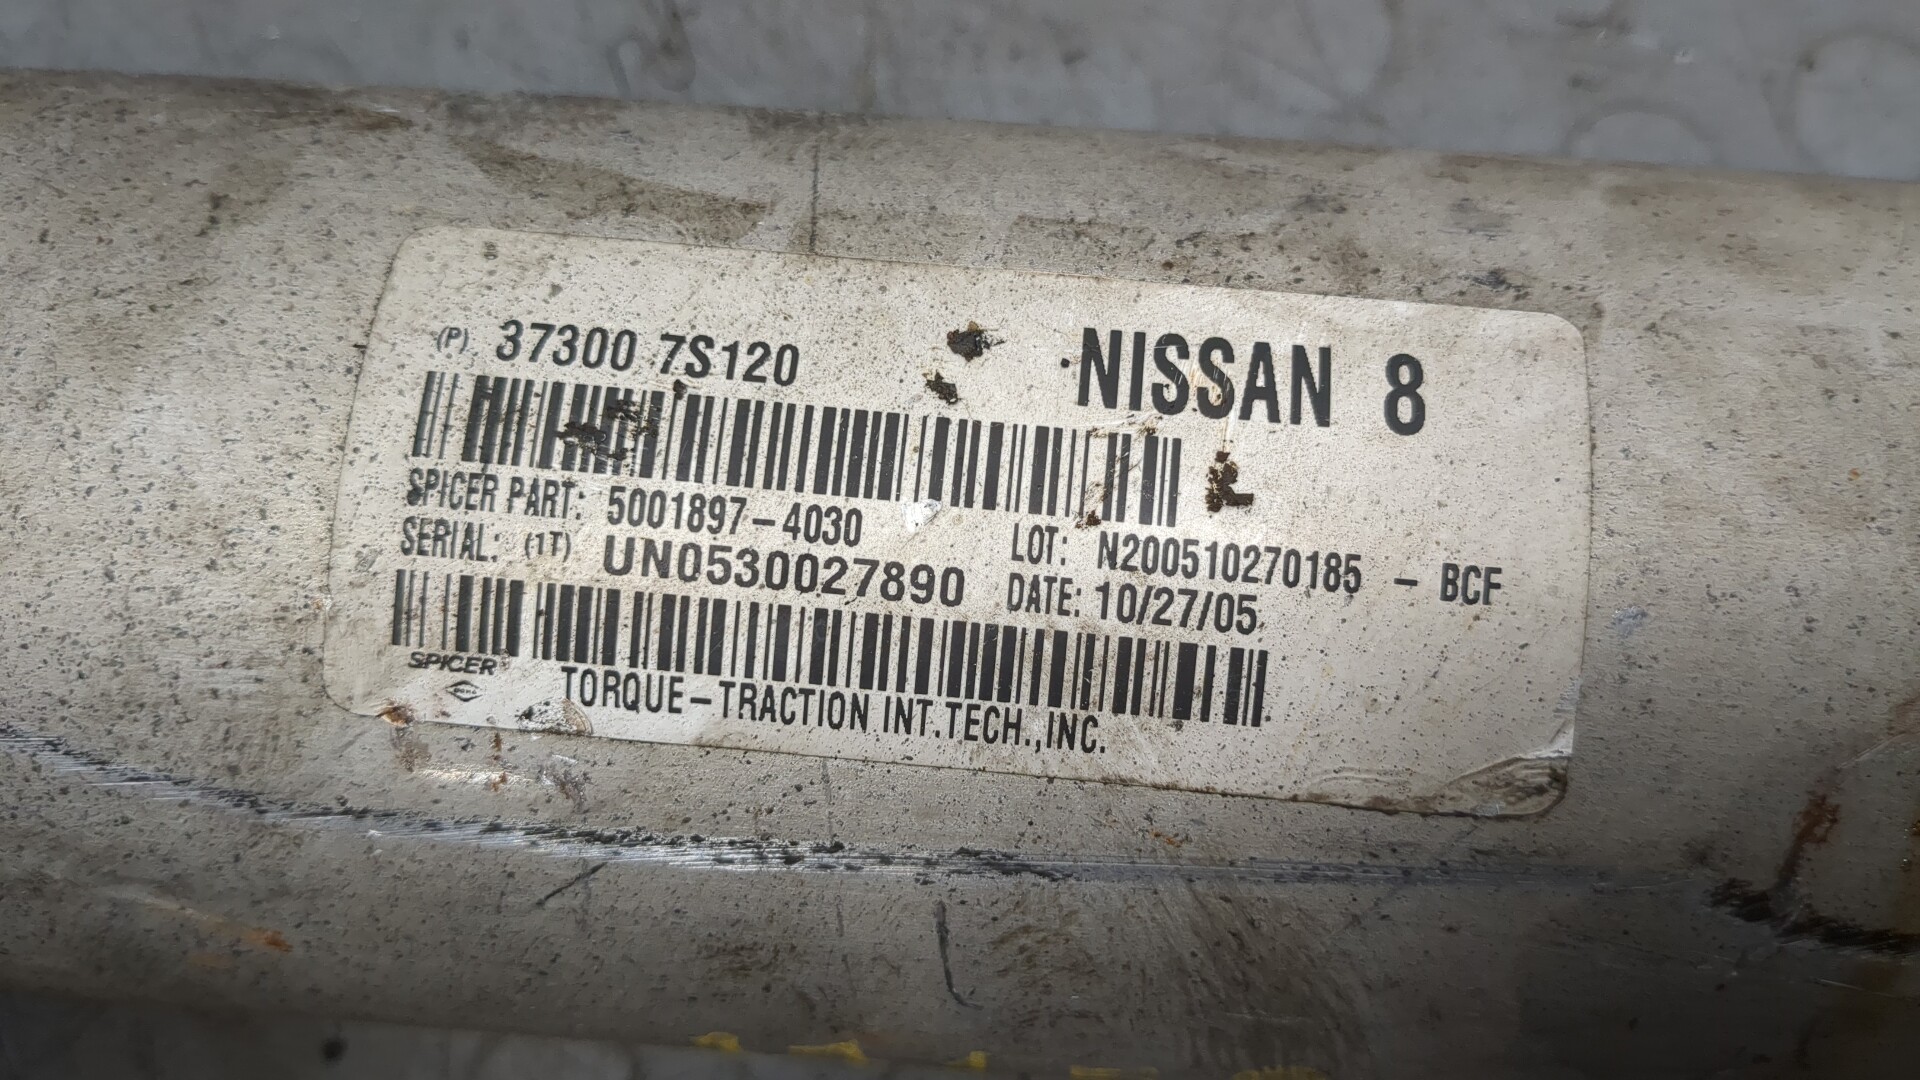 (P) 37300 7S120
NISSAN 8
SPICER PART: 5001897-4030
LOT: N200510270185 - BCF
SERIAL: (1T) UN0530027890
DATE: 10/27/05
SPICER
DANA
TORQUE-TRACTION INT.TECH.,INC.